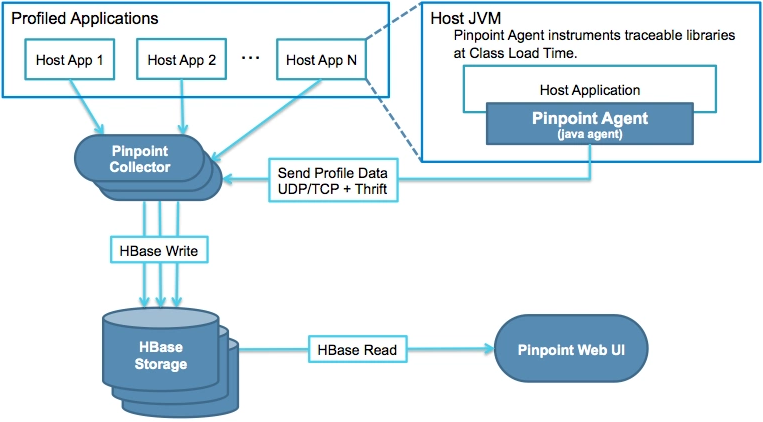 Profiled Applications
Host App 1
Host App 2
...
Host App N
Host JVM
Pinpoint Agent instruments traceable libraries
at Class Load Time.
Host Application
Pinpoint Agent
(java agent)
Pinpoint
Collector
Send Profile Data
UDP/TCP + Thrift
HBase Write
HBase
Storage
HBase Read
Pinpoint Web UI